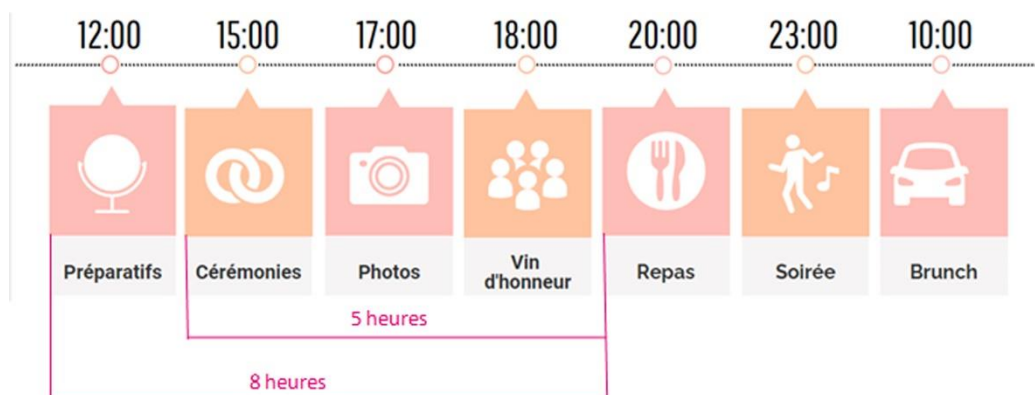 12:00 15:00 17:00 18:00 20:00 23:00 10:00
Préparatifs Cérémonies Photos Vin d'honneur Repas Soirée Brunch
5 heures
8 heures